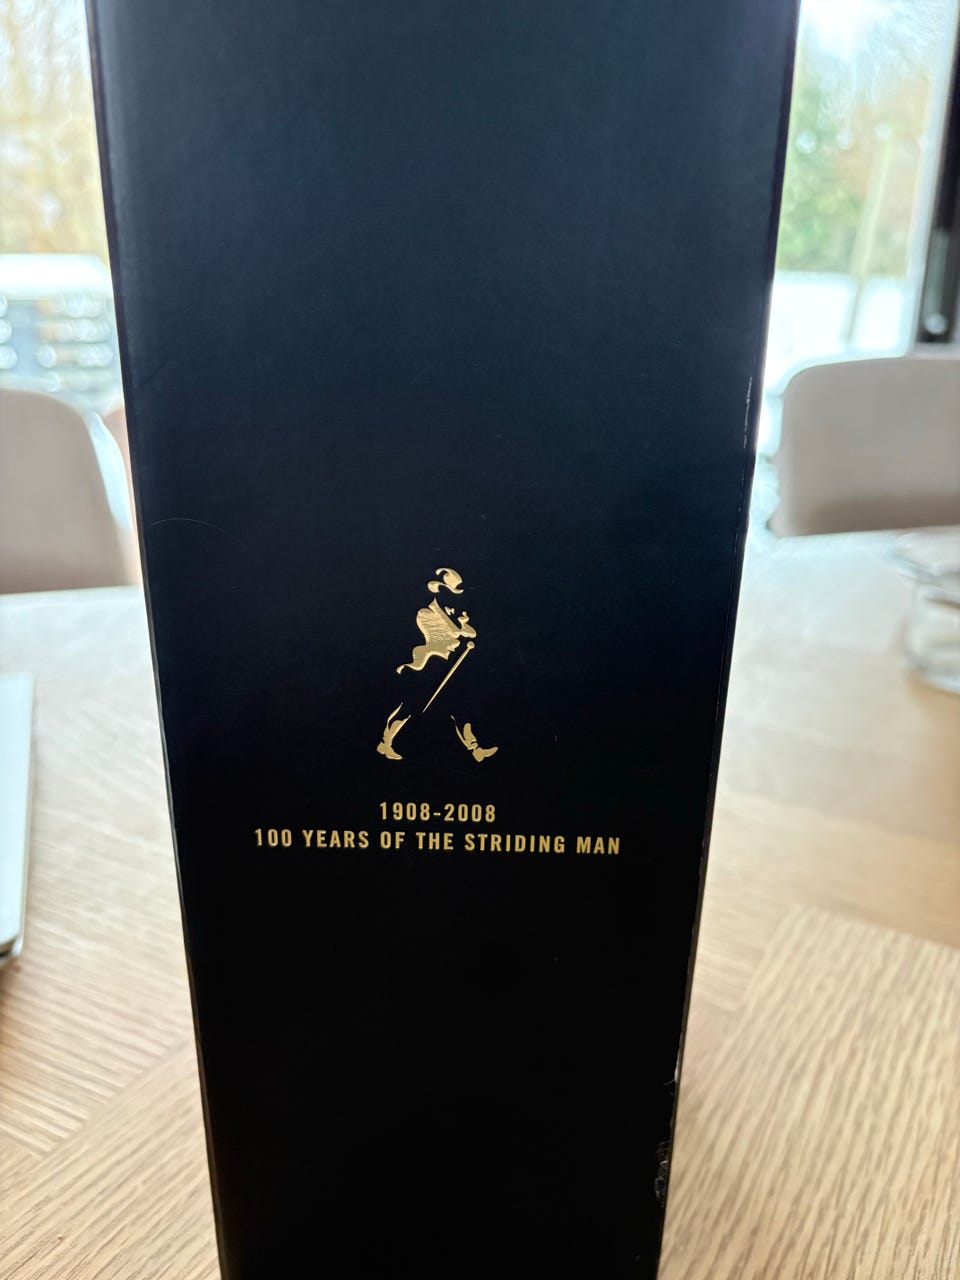 1908-2008
100 YEARS OF THE STRIDING MAN